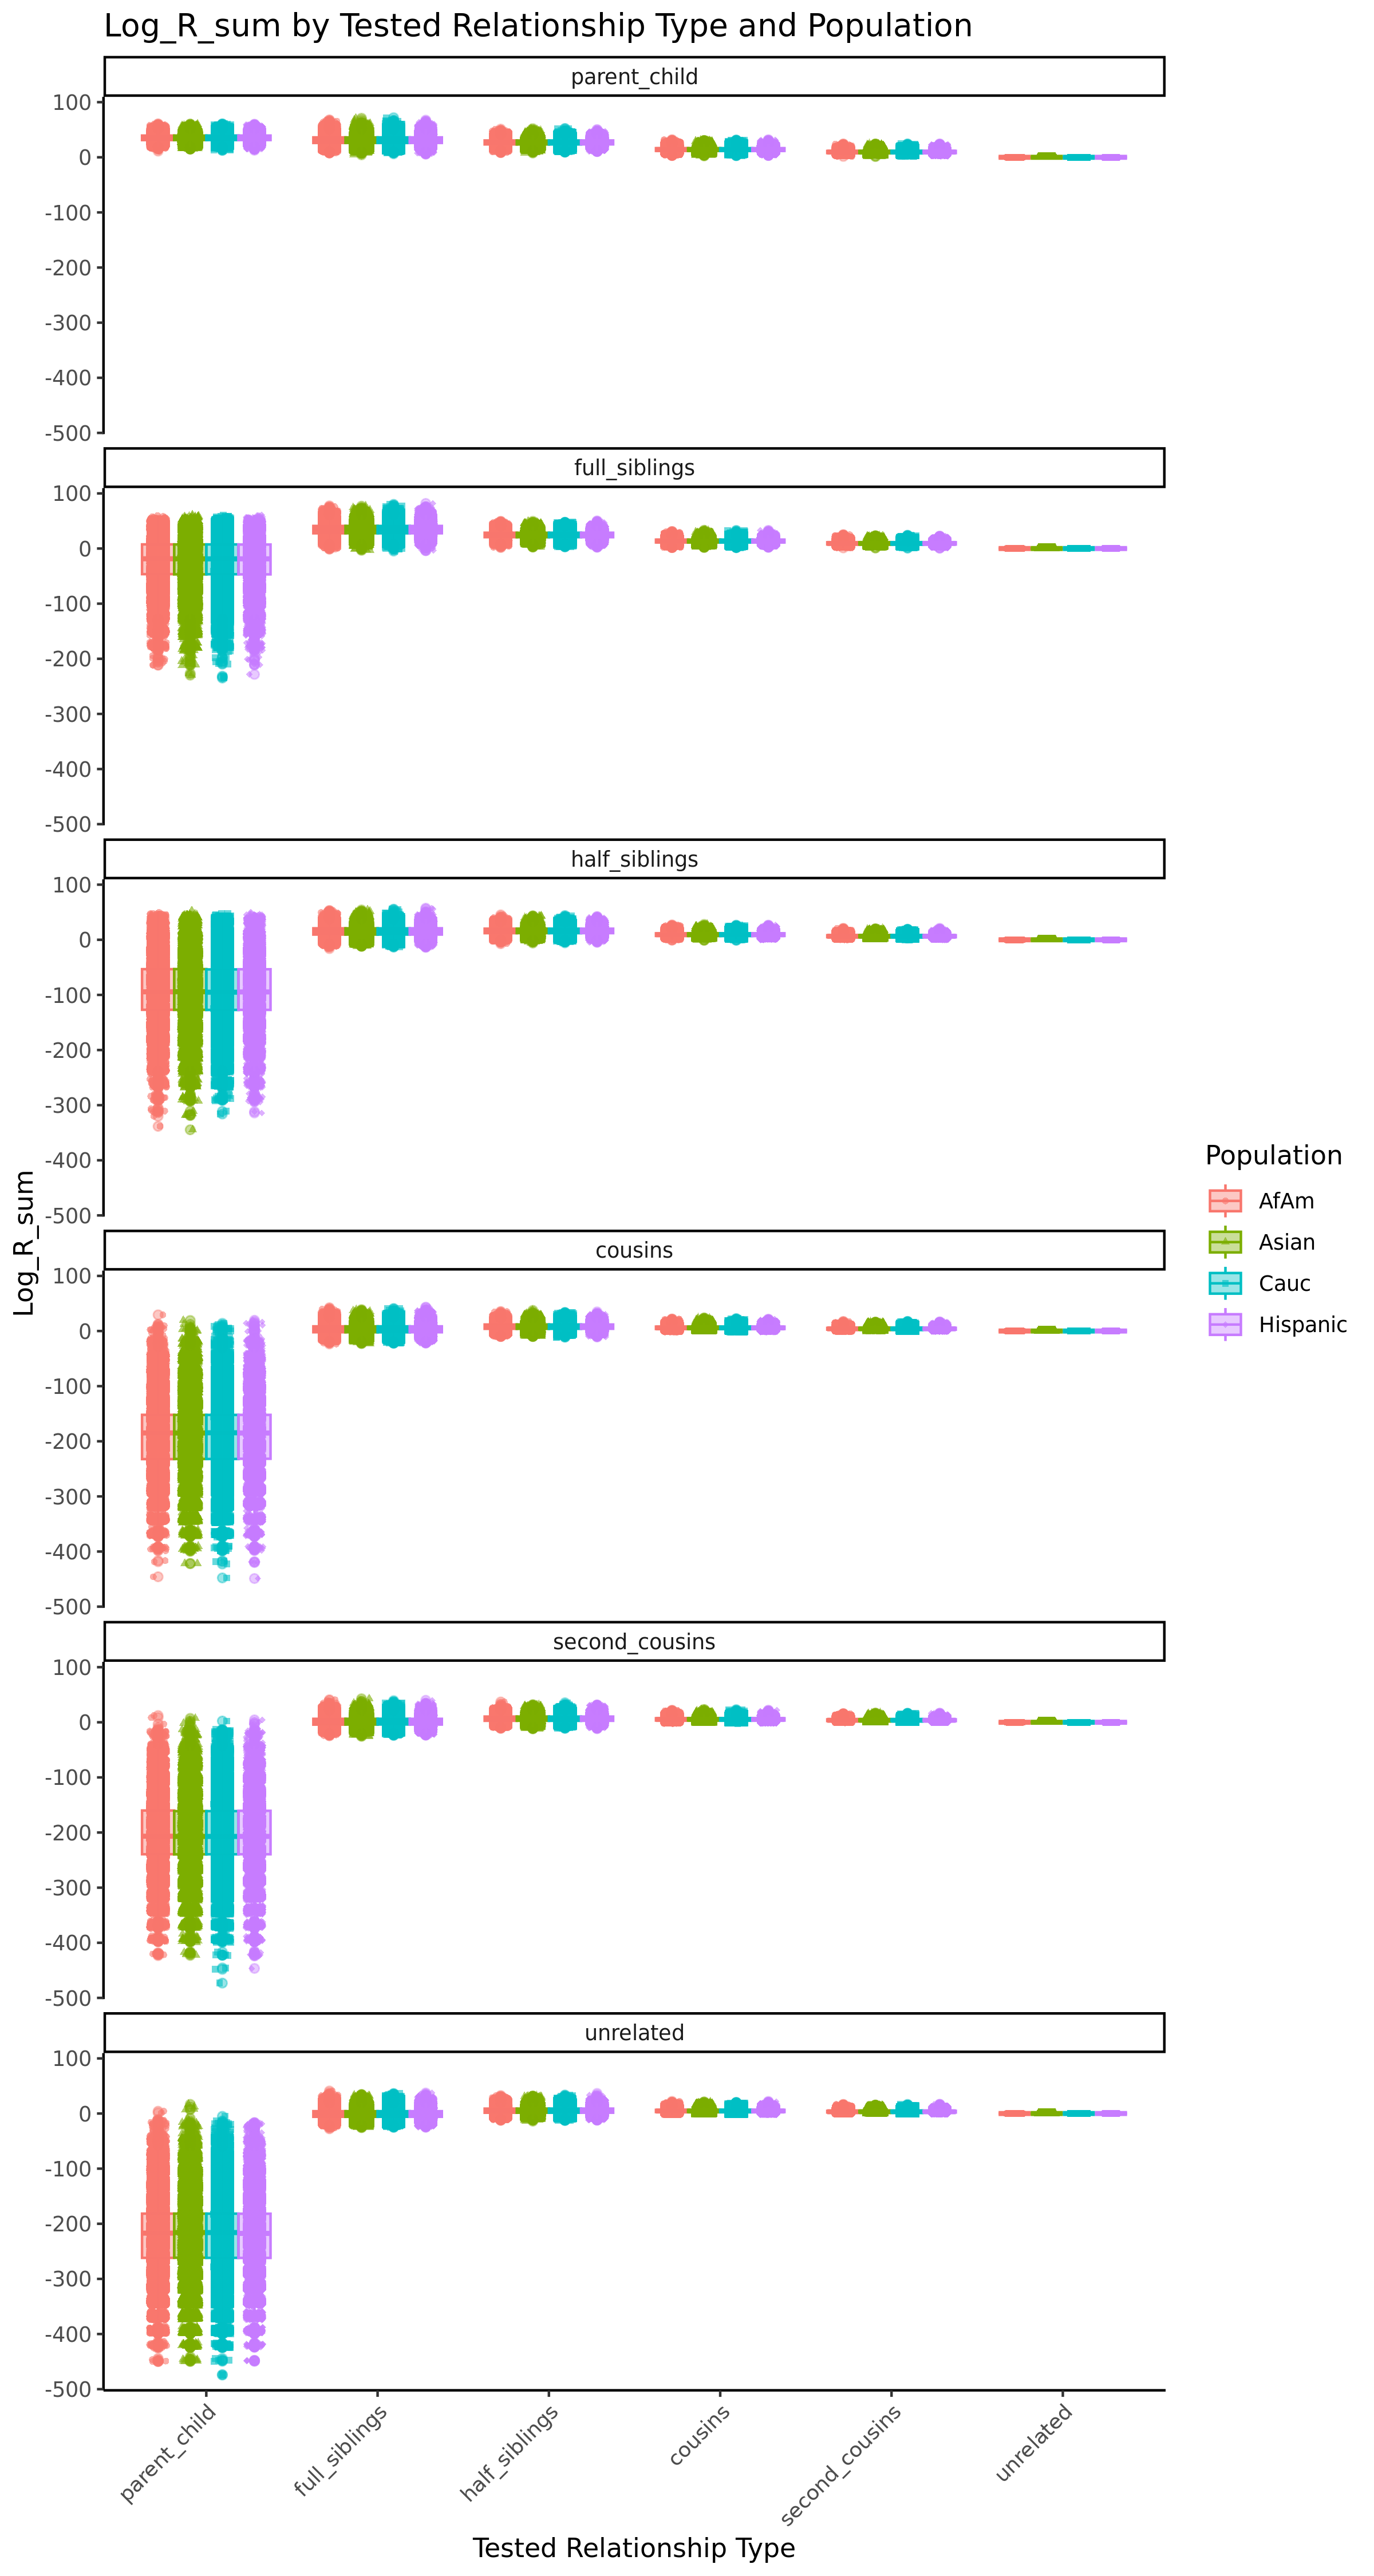 Log_R_sum by Tested Relationship Type and Population
parent_child
100
0
-100
-200
-300
-400
-500
full_siblings
100
0
-100
-200
-300
-400
-500
half_siblings
100
0
-100
-200
-300
-400
-500
cousins
100
0
-100
-200
-300
-400
-500
second_cousins
100
0
-100
-200
-300
-400
-500
unrelated
100
0
-100
-200
-300
-400
-500
Log_R_sum
parent_child
full_siblings
half_siblings
cousins
second_cousins
unrelated
Tested Relationship Type
Population
AfAm
Asian
Cauc
Hispanic